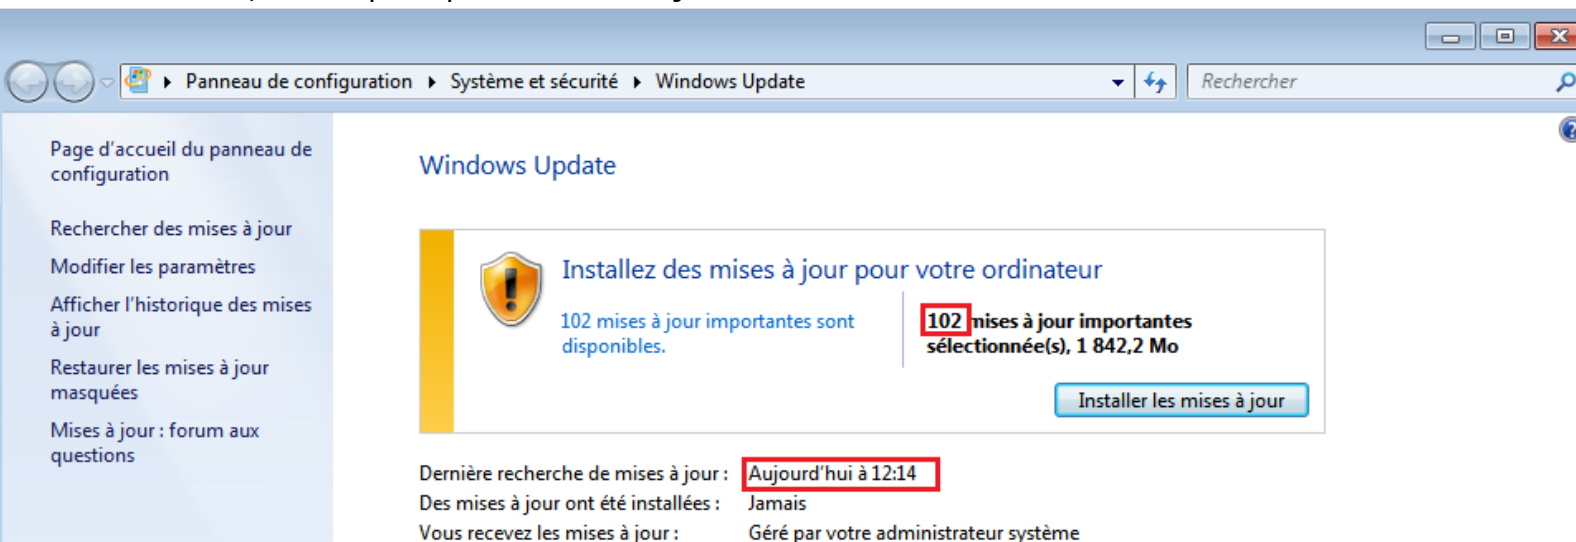 Panneau de configuration ▸ Système et sécurité ▸ Windows Update
Rechercher
Page d'accueil du panneau de
configuration
Rechercher des mises à jour
Modifier les paramètres
Afficher l'historique des mises
à jour
Restaurer les mises à jour
masquées
Mises à jour : forum aux
questions
Windows Update
Installez des mises à jour pour votre ordinateur
102 mises à jour importantes sont
disponibles.
102 mises à jour importantes
sélectionnée(s), 1 842,2 Mo
Installer les mises à jour
Dernière recherche de mises à jour : Aujourd'hui à 12:14
Des mises à jour ont été installées : Jamais
Vous recevez les mises à jour : Géré par votre administrateur système